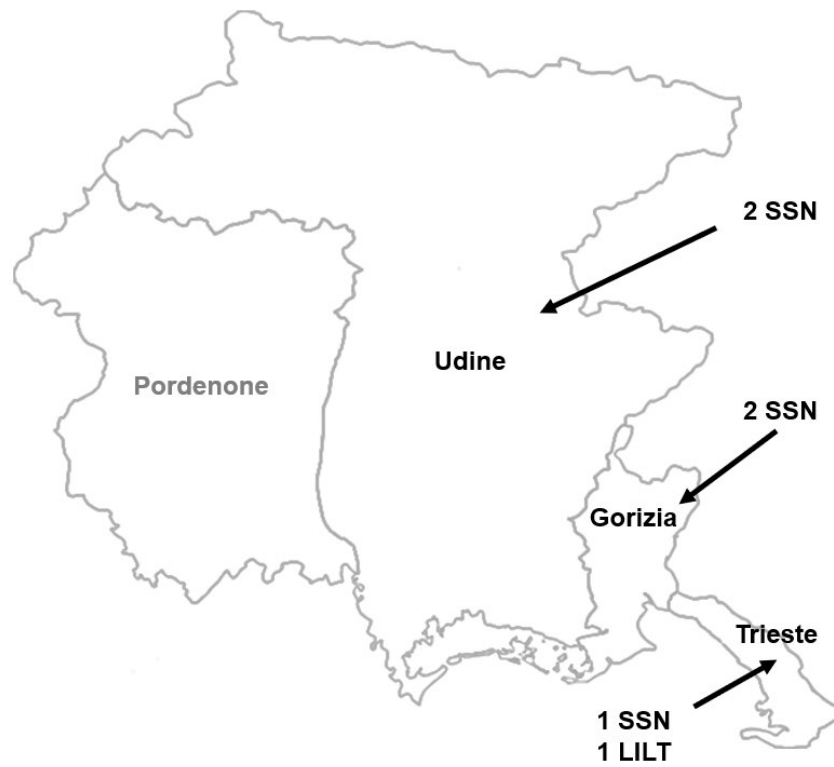 2 SSN
Udine
Pordenone
2 SSN
Gorizia
Trieste
1 SSN
1 LILT